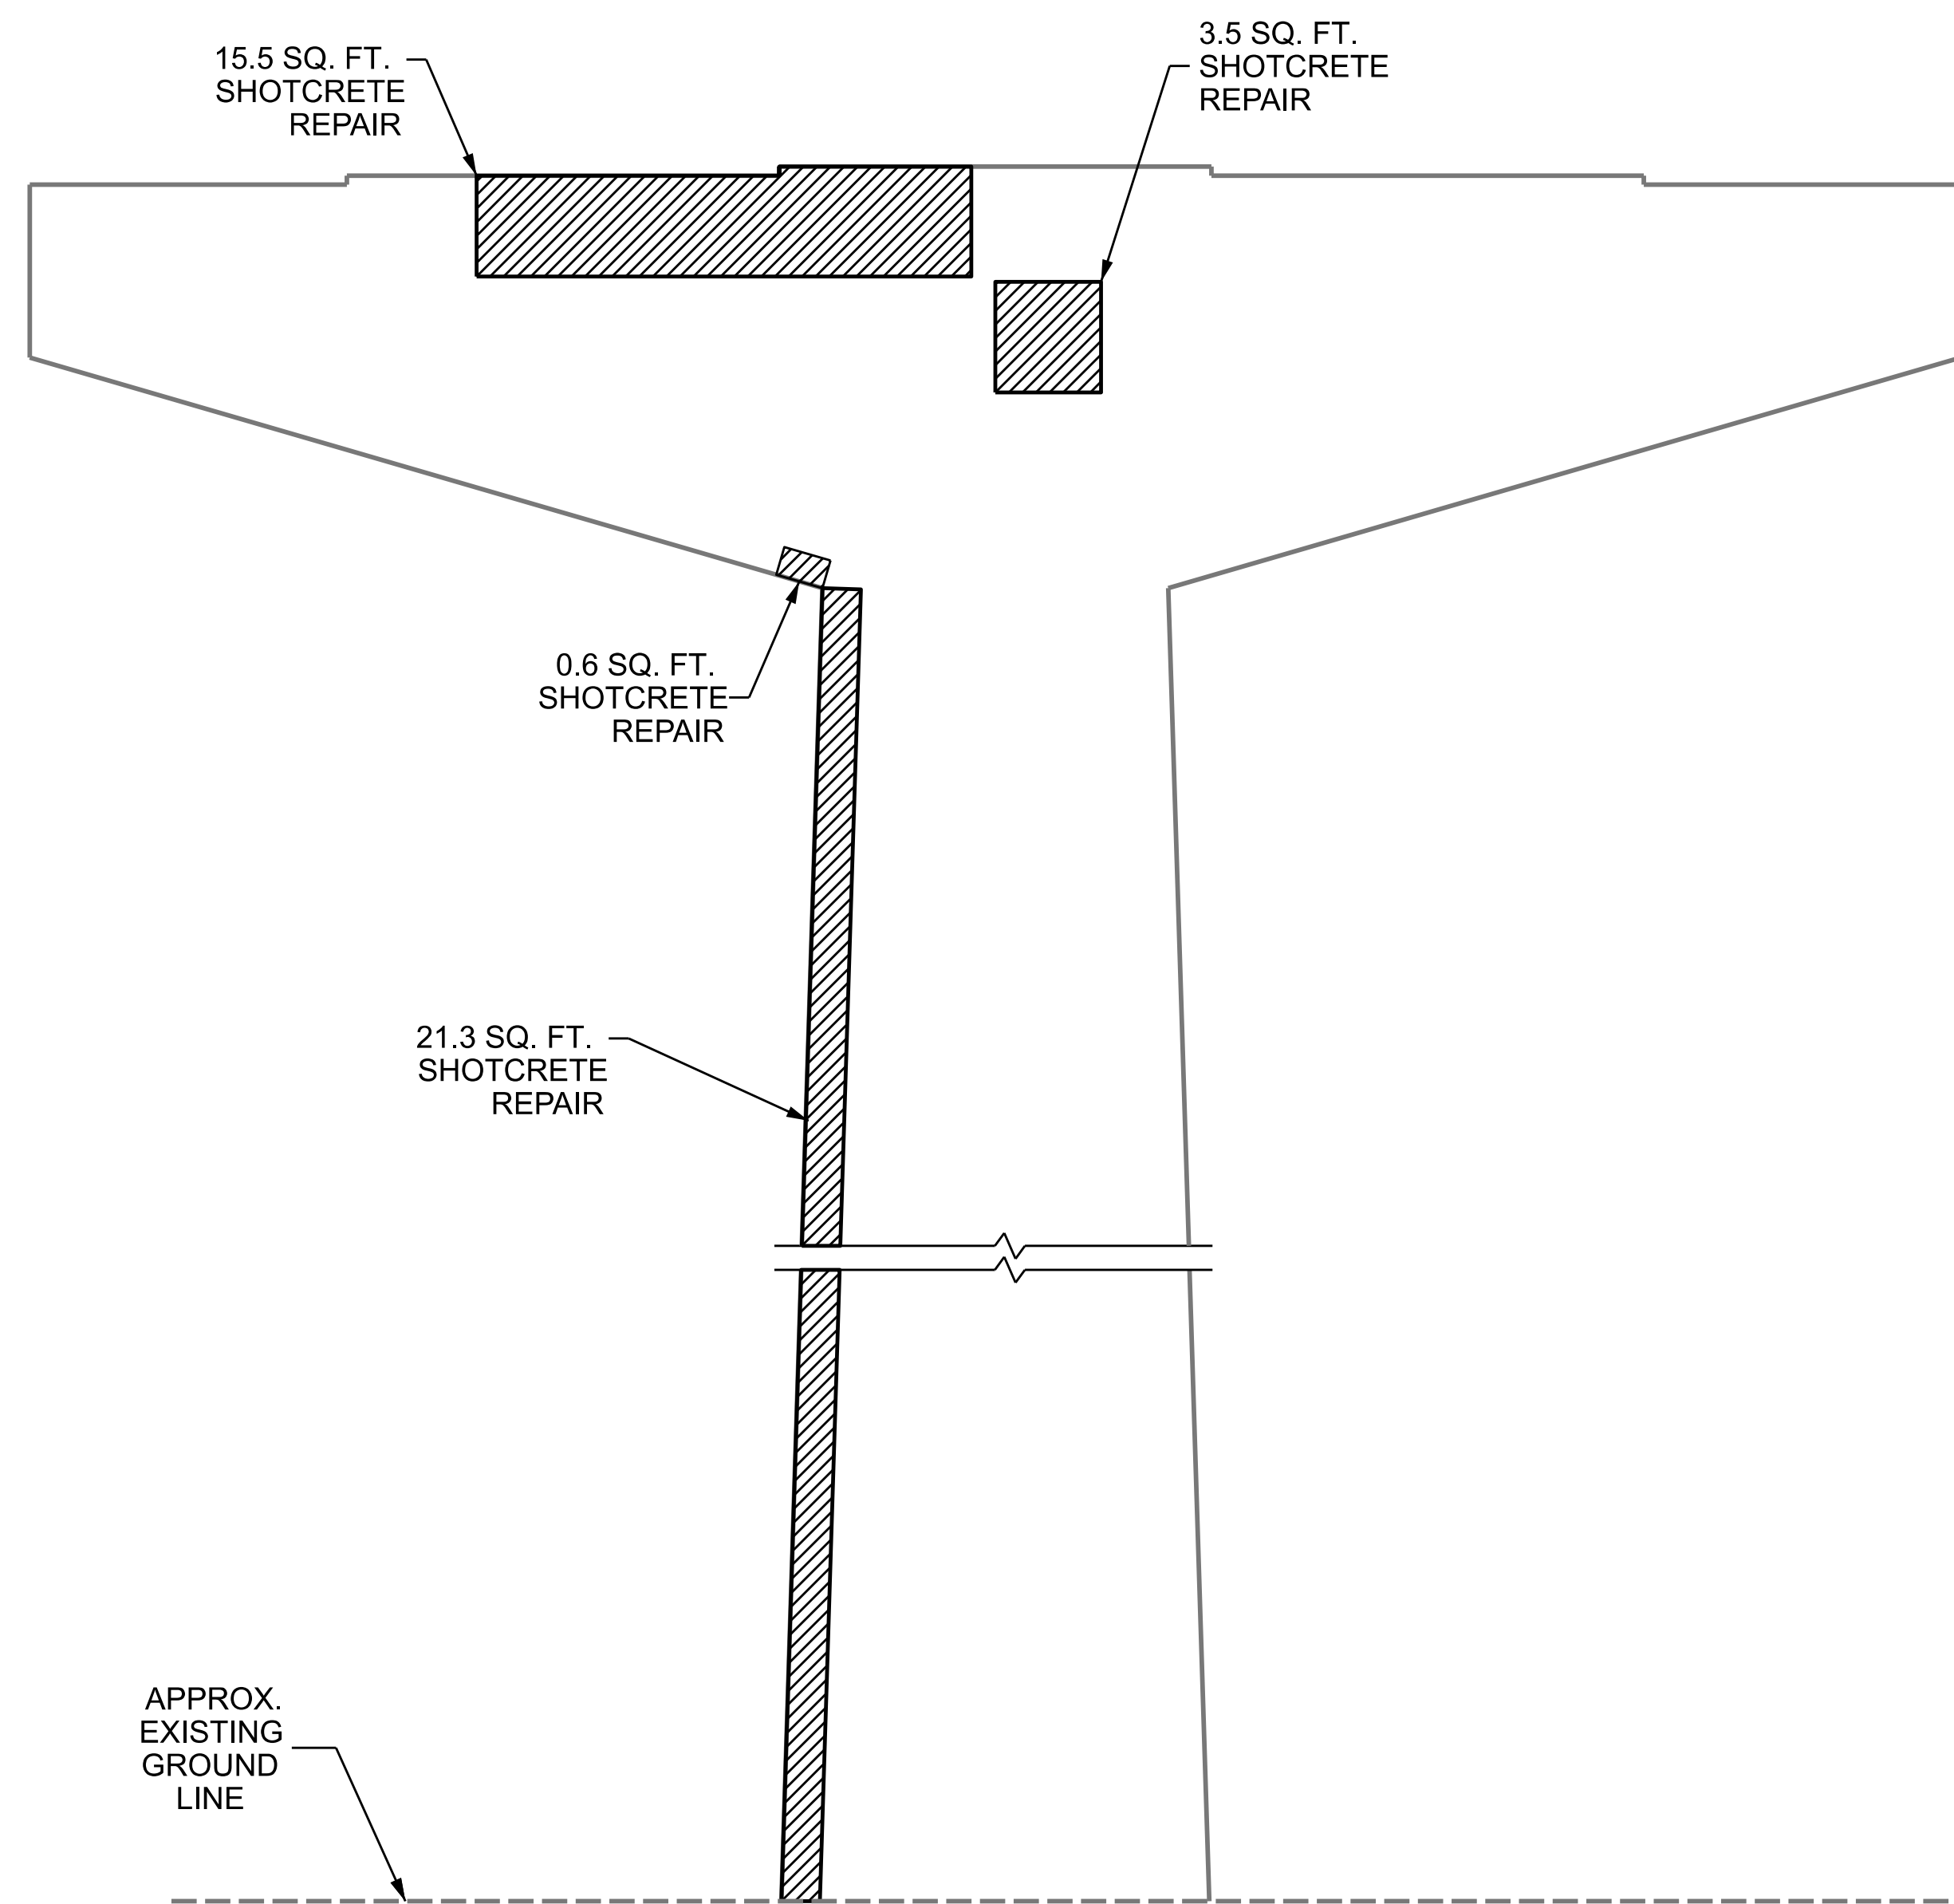 15.5 SQ. FT.
SHOTCRETE
REPAIR
3.5 SQ. FT.
SHOTCRETE
REPAIR
0.6 SQ. FT.
SHOTCRETE
REPAIR
21.3 SQ. FT.
SHOTCRETE
REPAIR
APPROX.
EXISTING
GROUND
LINE